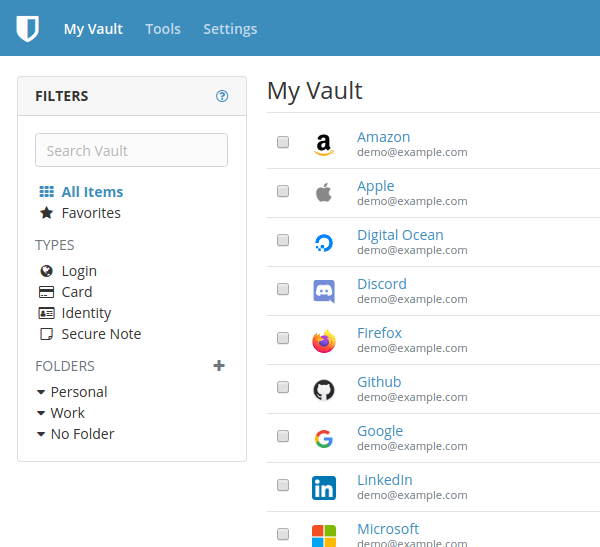 My Vault Tools Settings
FILTERS
Search Vault
All Items
Favorites
TYPES
Login
Card
Identity
Secure Note
FOLDERS
Personal
Work
No Folder
My Vault
Amazon
demo@example.com
Apple
demo@example.com
Digital Ocean
demo@example.com
Discord
demo@example.com
Firefox
demo@example.com
Github
demo@example.com
Google
demo@example.com
LinkedIn
demo@example.com
Microsoft